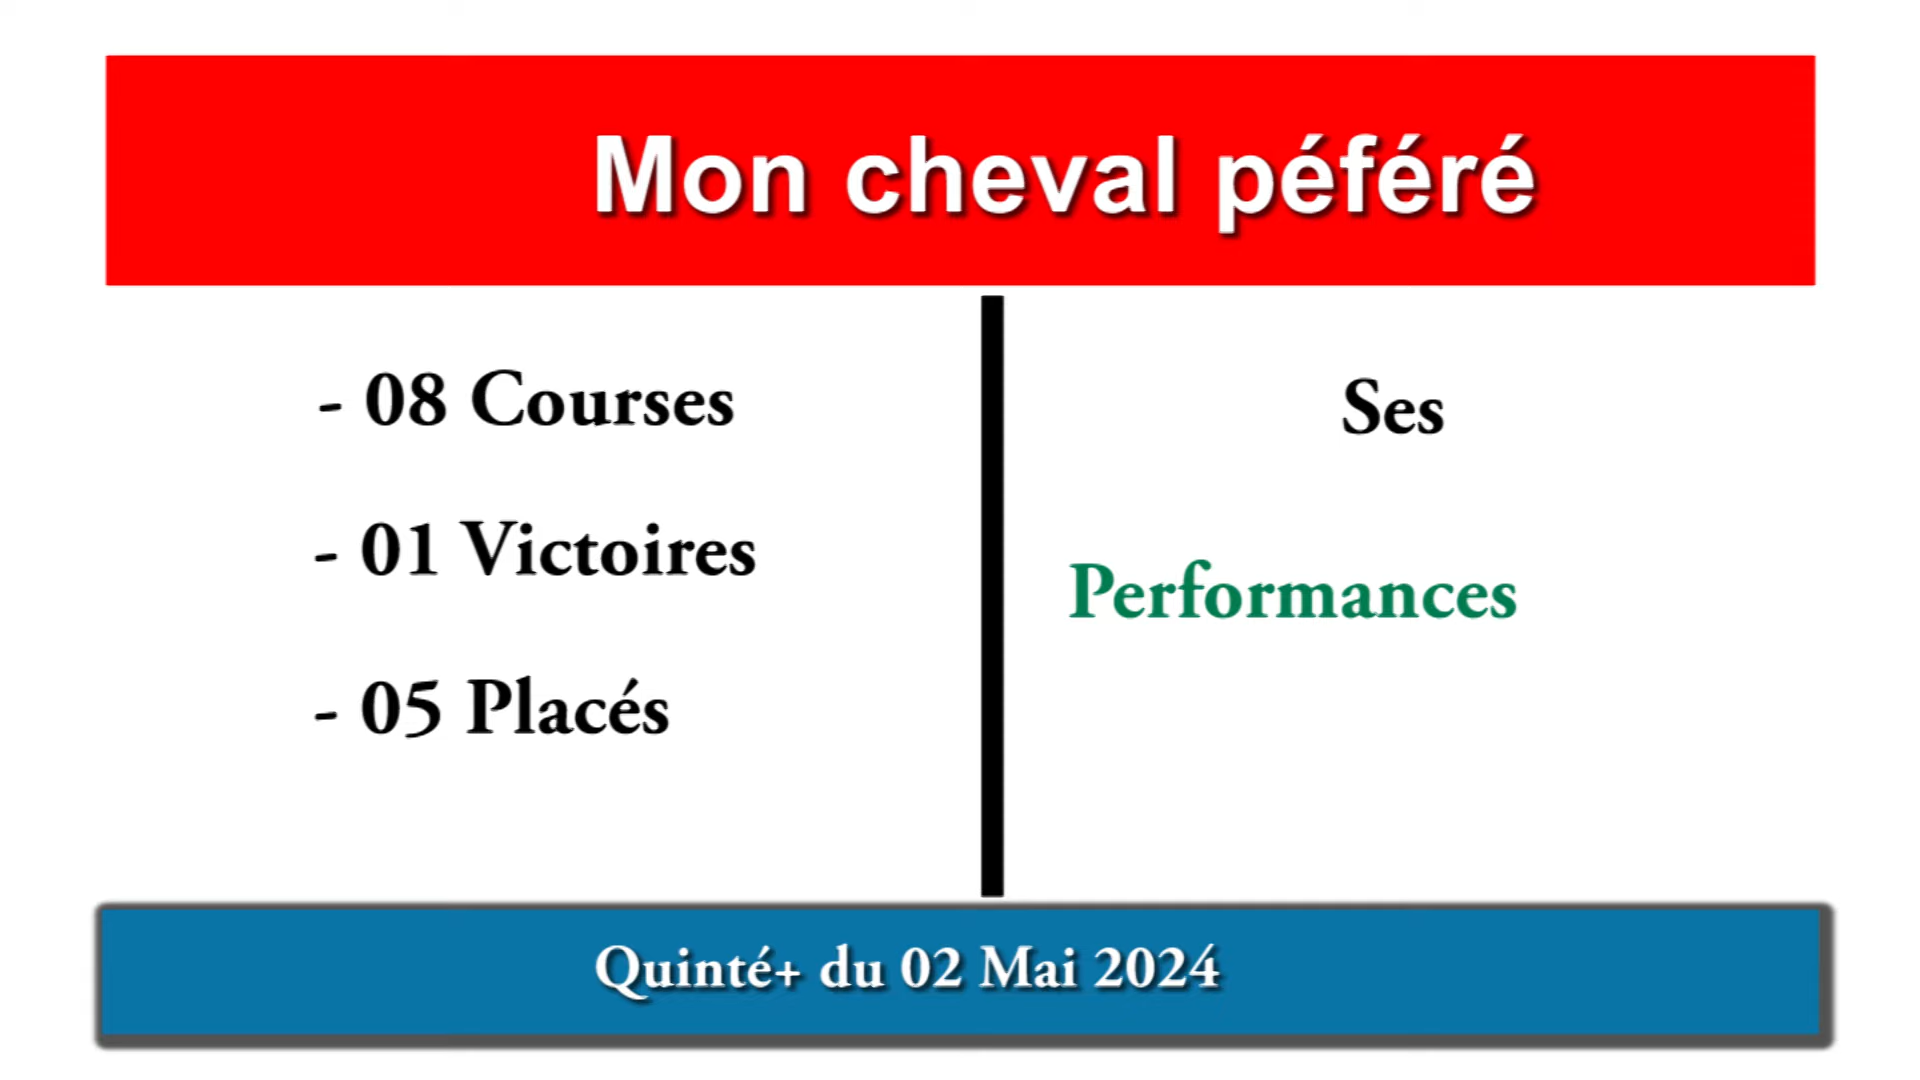 Mon cheval péféré
- 08 Courses
- 01 Victoires
- 05 Placés
Ses
Performances
Quinté+ du 02 Mai 2024